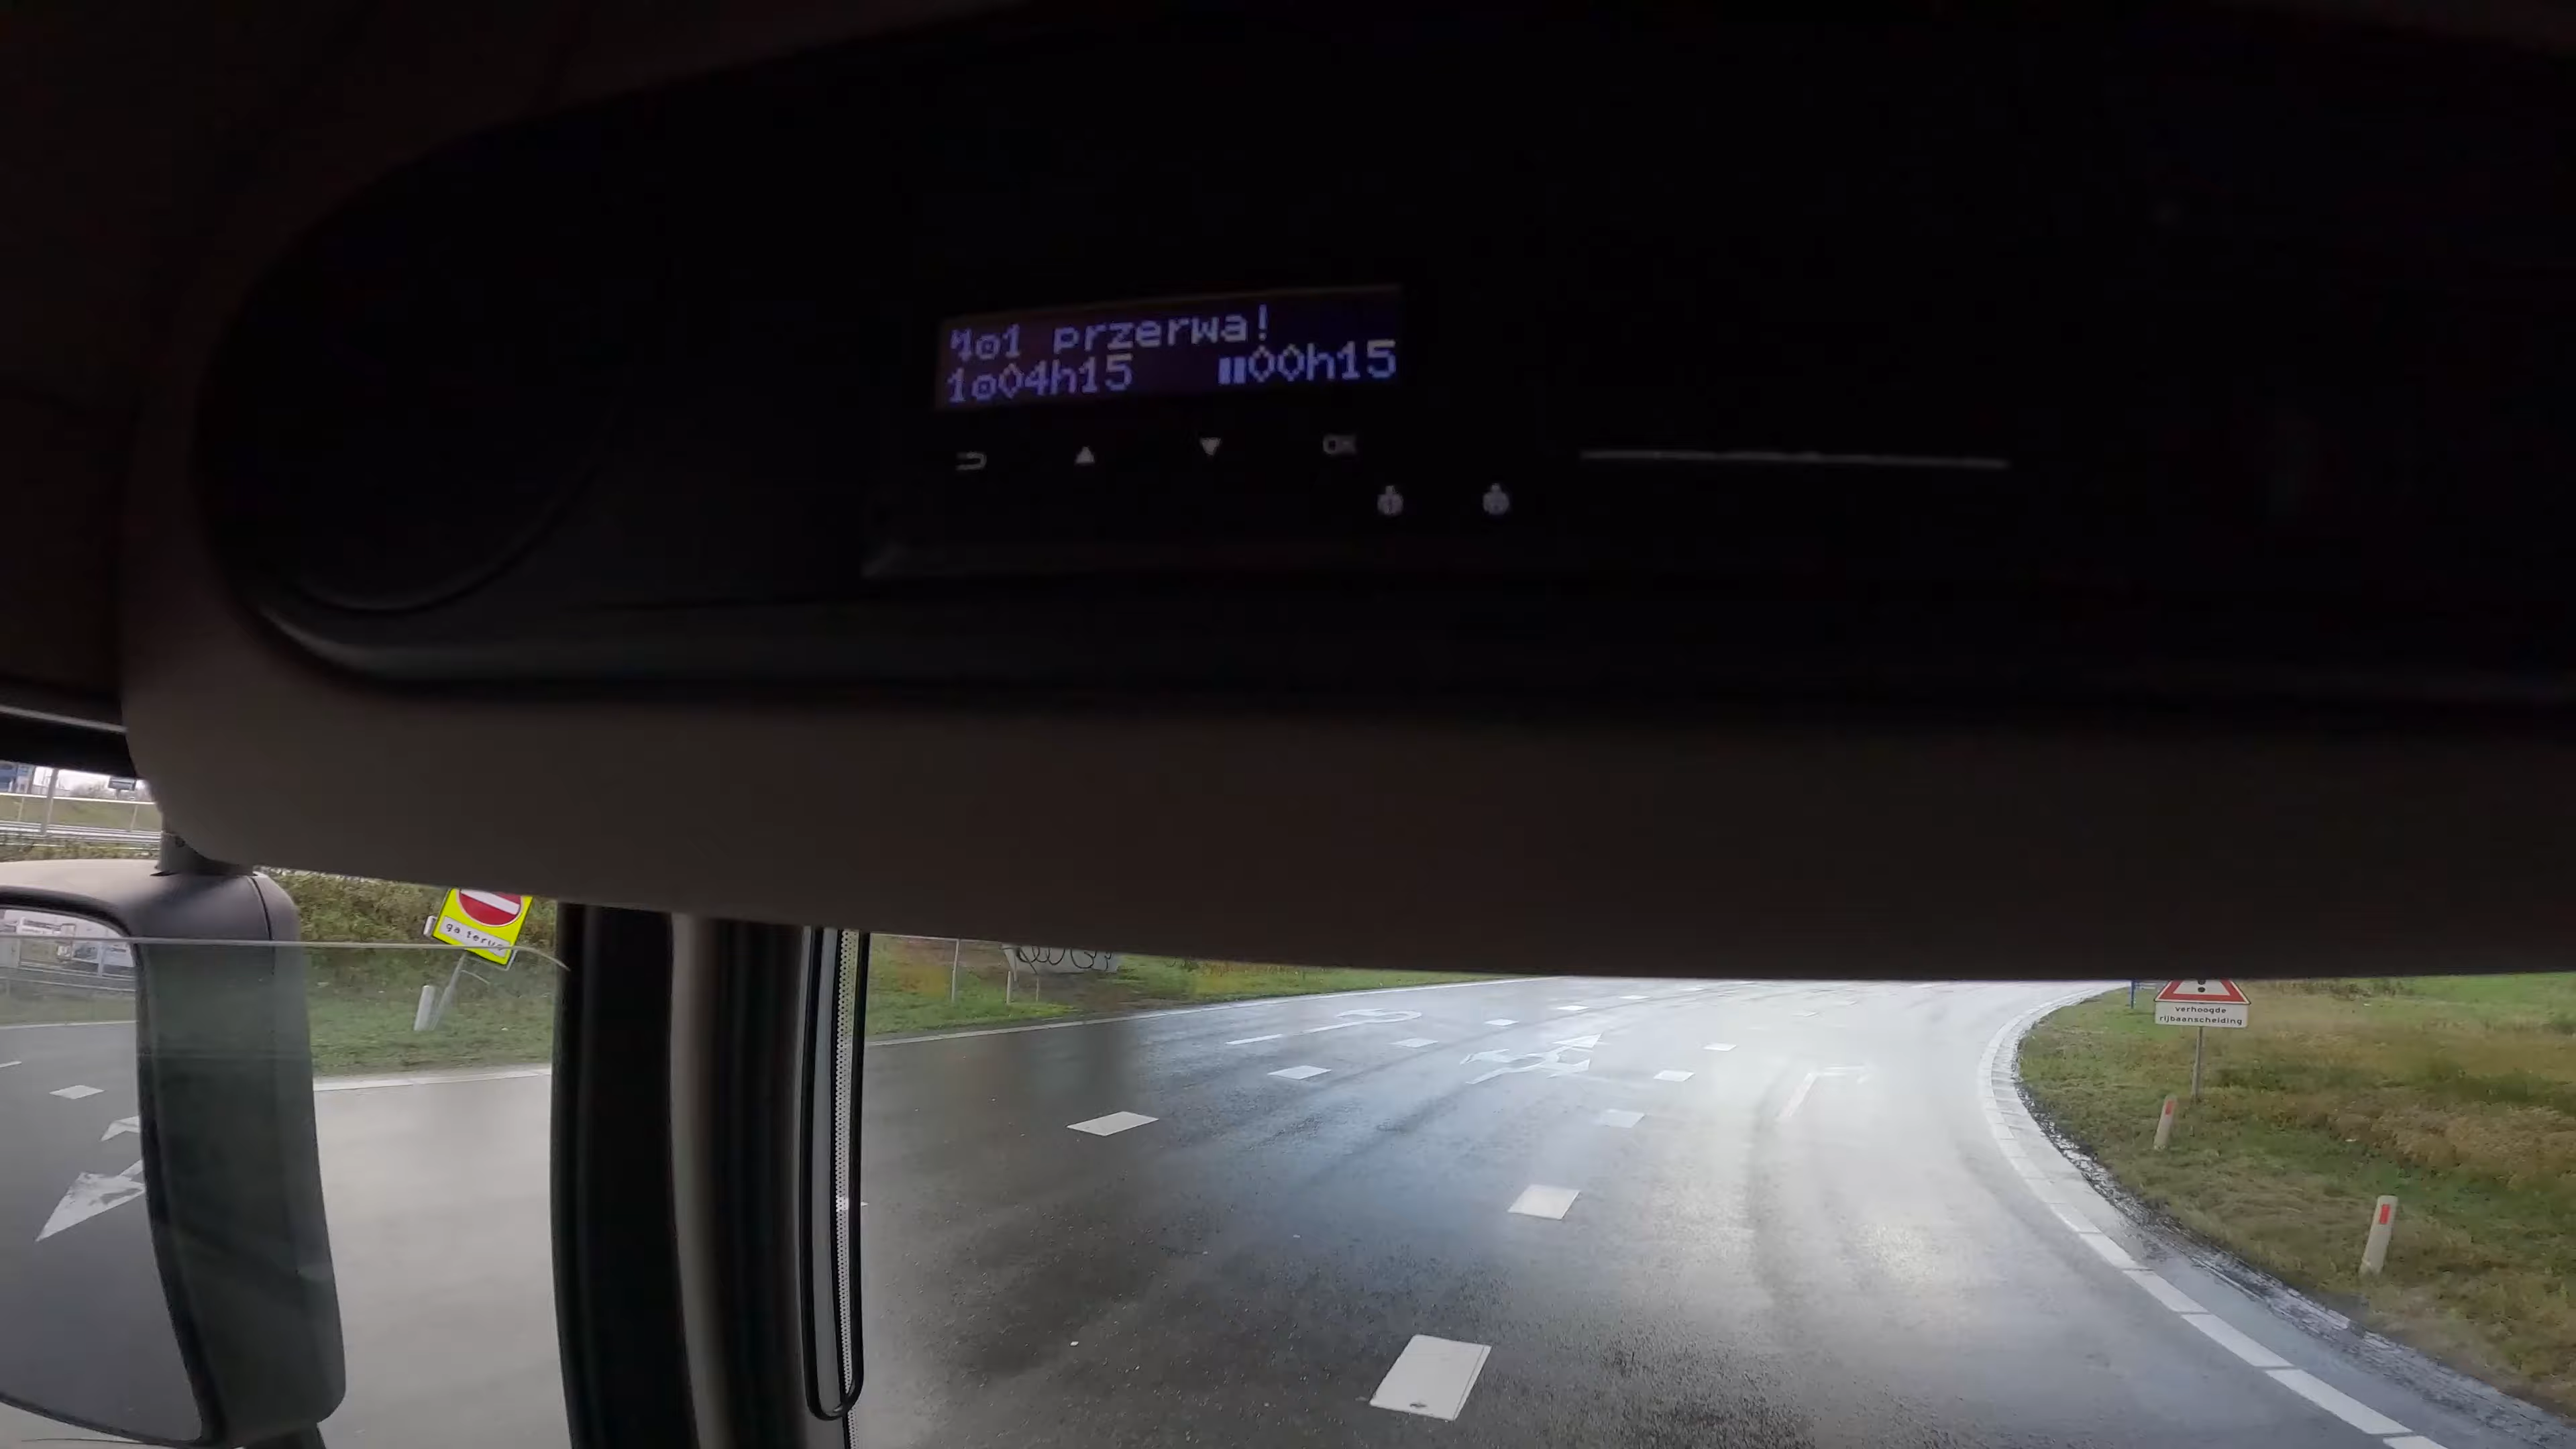 1 przerwa!
1 04h15 00h15
OK
ga terug
verhoogde
rijbaanscheiding